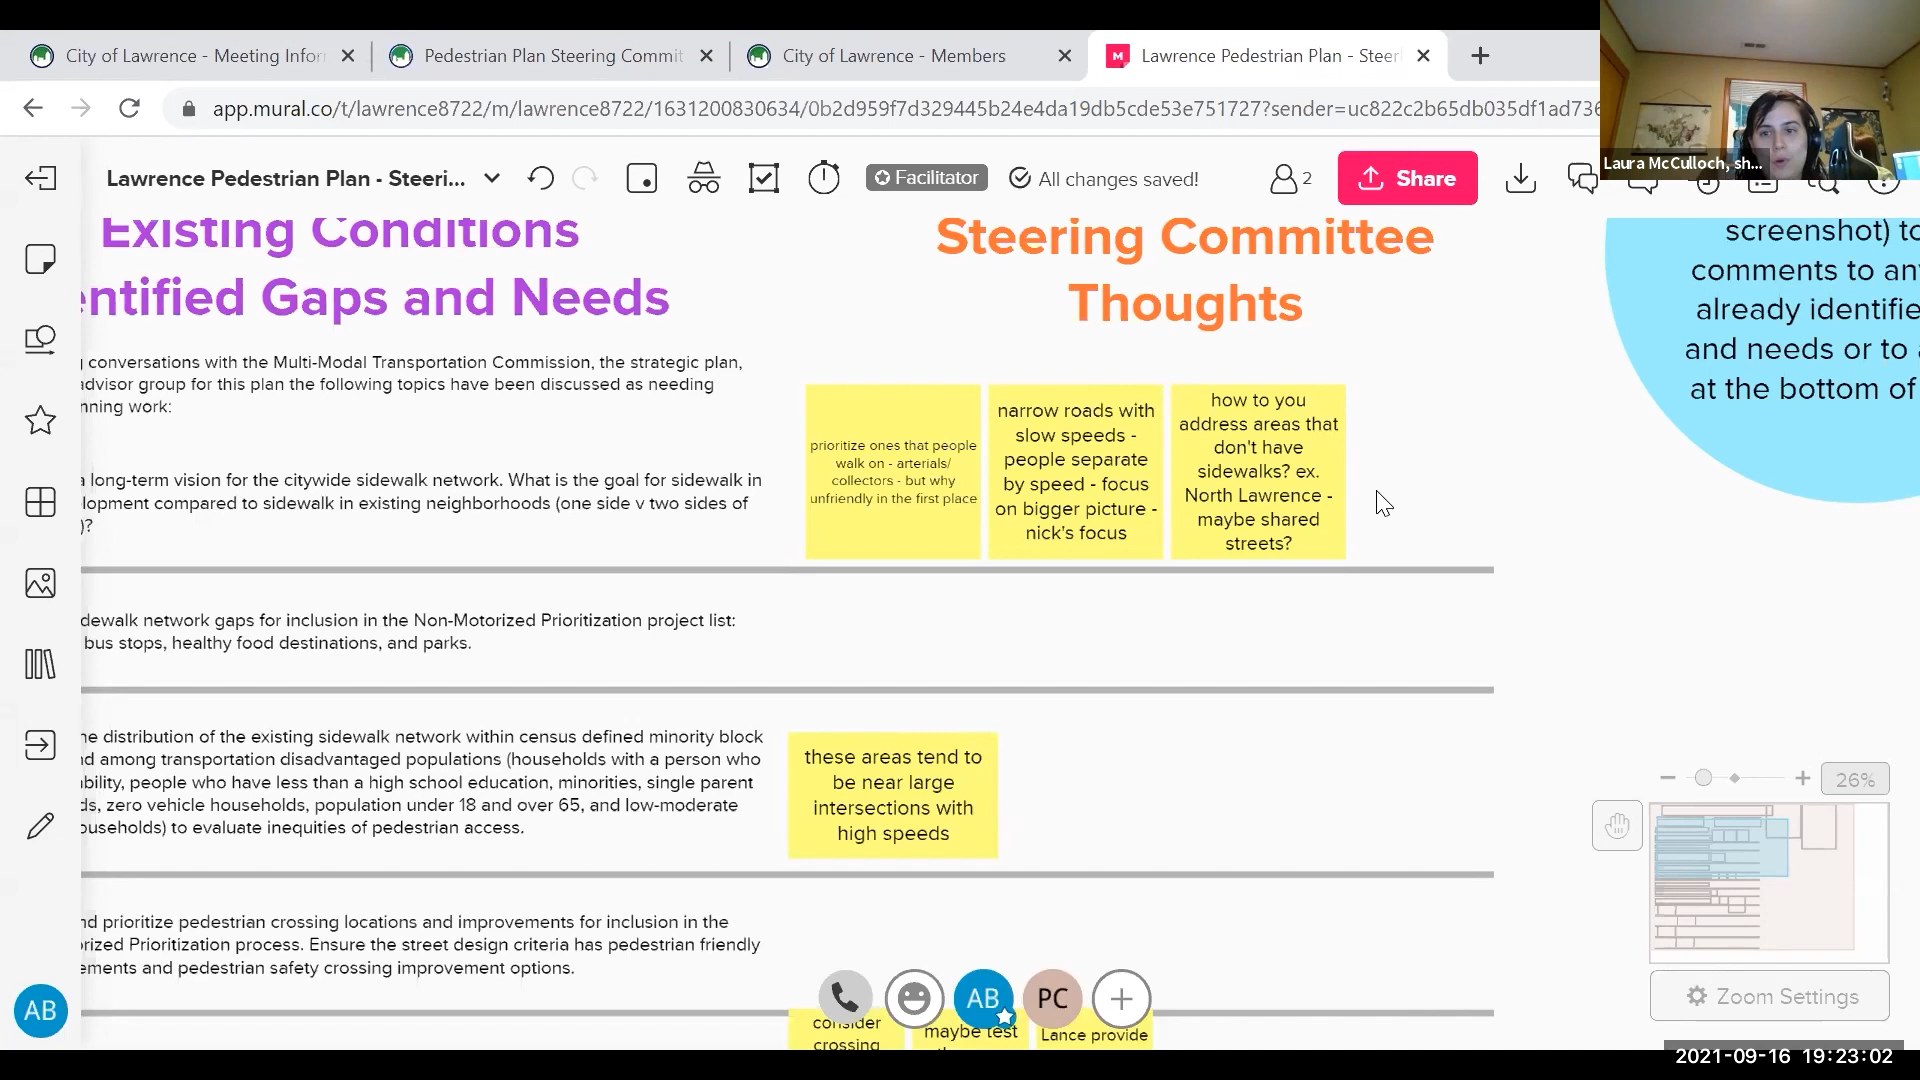 City of Lawrence - Meeting Infor
Pedestrian Plan Steering Commit
City of Lawrence - Members
Lawrence Pedestrian Plan - Steer
app.mural.co/t/lawrence8722/m/lawrence8722/1631200830634/0b2d959f7d329445b24e4da19db5cde53e751727?sender=uc822c2b65db035df1ad736
Laura McCulloch, sh...
Lawrence Pedestrian Plan - Steeri...
Facilitator
All changes saved!
2
Share
Existing Conditions
entified Gaps and Needs
Steering Committee
Thoughts
screenshot) to
comments to an
already identifie
and needs or to
at the bottom of
g conversations with the Multi-Modal Transportation Commission, the strategic plan,
advisor group for this plan the following topics have been discussed as needing
nning work:
a long-term vision for the citywide sidewalk network. What is the goal for sidewalk in
lopment compared to sidewalk in existing neighborhoods (one side v two sides of
)?
prioritize ones that people
walk on - arterials/
collectors - but why
unfriendly in the first place
narrow roads with
slow speeds -
people separate
by speed - focus
on bigger picture -
nick's focus
how to you
address areas that
don't have
sidewalks? ex.
North Lawrence -
maybe shared
streets?
dewalk network gaps for inclusion in the Non-Motorized Prioritization project list:
bus stops, healthy food destinations, and parks.
he distribution of the existing sidewalk network within census defined minority block
nd among transportation disadvantaged populations (households with a person who
bility, people who have less than a high school education, minorities, single parent
ds, zero vehicle households, population under 18 and over 65, and low-moderate
ouseholds) to evaluate inequities of pedestrian access.
these areas tend to
be near large
intersections with
high speeds
nd prioritize pedestrian crossing locations and improvements for inclusion in the
orized Prioritization process. Ensure the street design criteria has pedestrian friendly
ements and pedestrian safety crossing improvement options.
26%
Zoom Settings
AB
AB
PC
consider
crossing
maybe test
Lance provide
2021-09-16 19:23:02